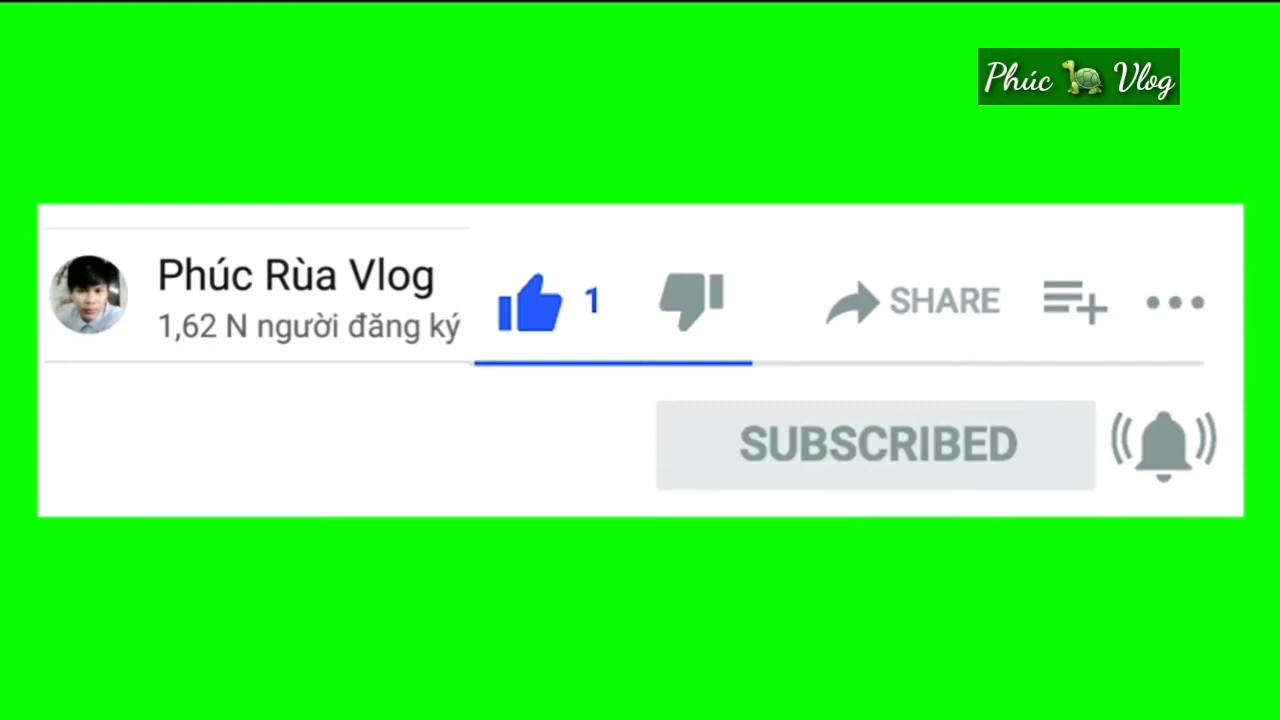 Phúc 🐢 Vlog
Phúc Rùa Vlog
1,62 N người đăng ký
1
SHARE
SUBSCRIBED